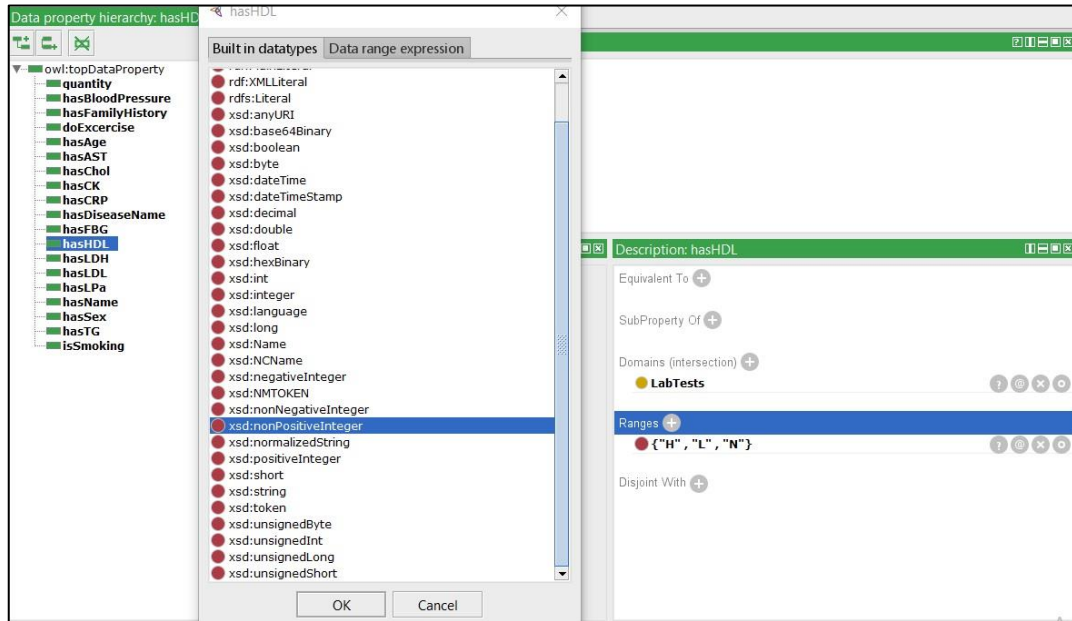 Data property hierarchy: hasHD
owl:topDataProperty
quantity
hasBloodPressure
hasFamilyHistory
doExcercise
hasAge
hasAST
hasChol
hasCK
hasCRP
hasDiseaseName
hasFBG
hasHDL
hasLDH
hasLDL
hasLPa
hasName
hasSex
hasTG
isSmoking
hasHDL
Built in datatypes Data range expression
rdf:XMLLiteral
rdfs:Literal
xsd:anyURI
xsd:base64Binary
xsd:boolean
xsd:byte
xsd:dateTime
xsd:dateTimeStamp
xsd:decimal
xsd:double
xsd:float
xsd:hexBinary
xsd:int
xsd:integer
xsd:language
xsd:long
xsd:Name
xsd:NCName
xsd:negativeInteger
xsd:NMTOKEN
xsd:nonNegativeInteger
xsd:nonPositiveInteger
xsd:normalizedString
xsd:positiveInteger
xsd:short
xsd:string
xsd:token
xsd:unsignedByte
xsd:unsignedInt
xsd:unsignedLong
xsd:unsignedShort
OK Cancel
Description: hasHDL
Equivalent To
SubProperty Of
Domains (intersection)
LabTests
Ranges
{"H" , "L" , "N"}
Disjoint With